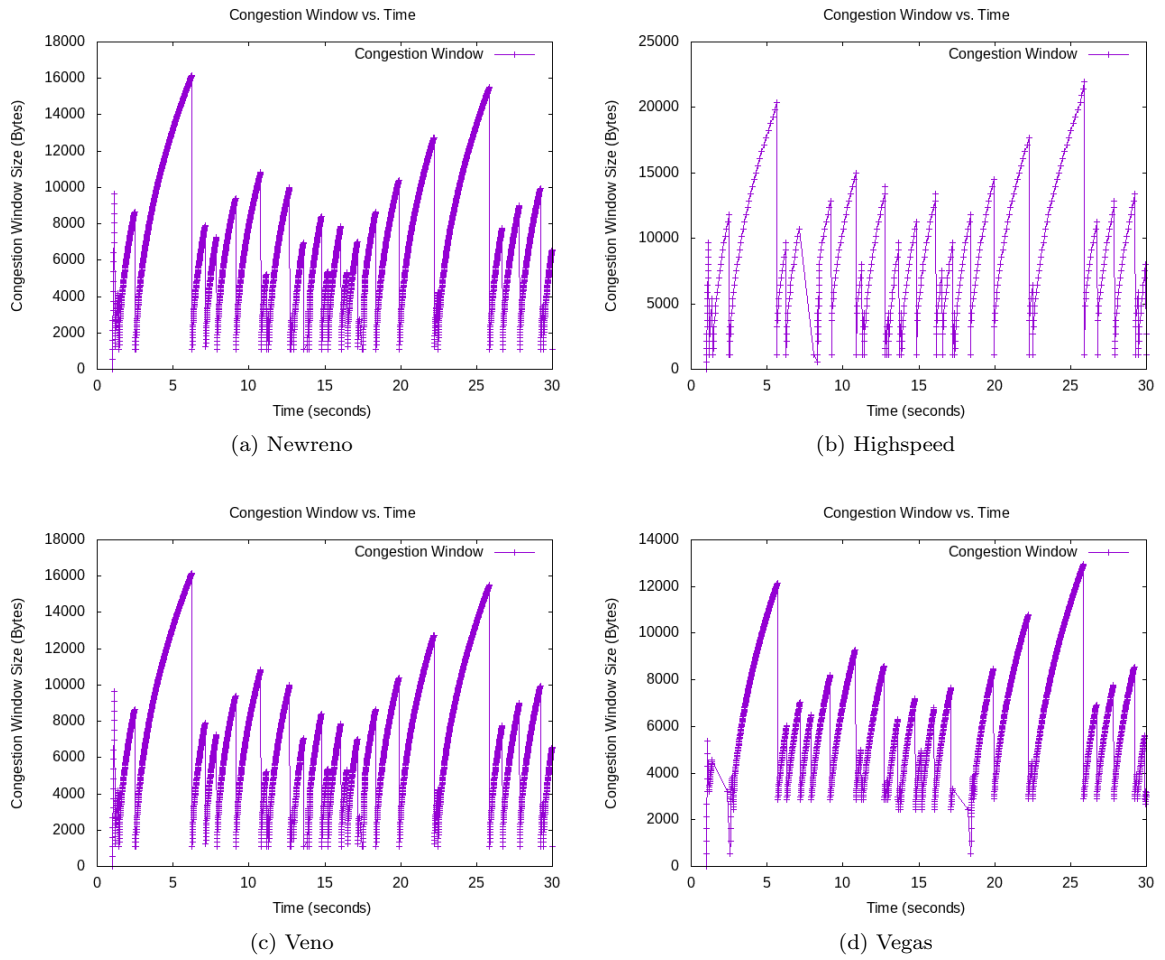 Congestion Window vs. Time
18000
16000
14000
12000
10000
8000
6000
4000
2000
0
Congestion Window Size (Bytes)
Congestion Window
0 5 10 15 20 25 30
Time (seconds)
(a) Newreno
Congestion Window vs. Time
25000
20000
15000
10000
5000
0
Congestion Window Size (Bytes)
Congestion Window
0 5 10 15 20 25 30
Time (seconds)
(b) Highspeed
Congestion Window vs. Time
18000
16000
14000
12000
10000
8000
6000
4000
2000
0
Congestion Window Size (Bytes)
Congestion Window
0 5 10 15 20 25 30
Time (seconds)
(c) Veno
Congestion Window vs. Time
14000
12000
10000
8000
6000
4000
2000
0
Congestion Window Size (Bytes)
Congestion Window
0 5 10 15 20 25 30
Time (seconds)
(d) Vegas